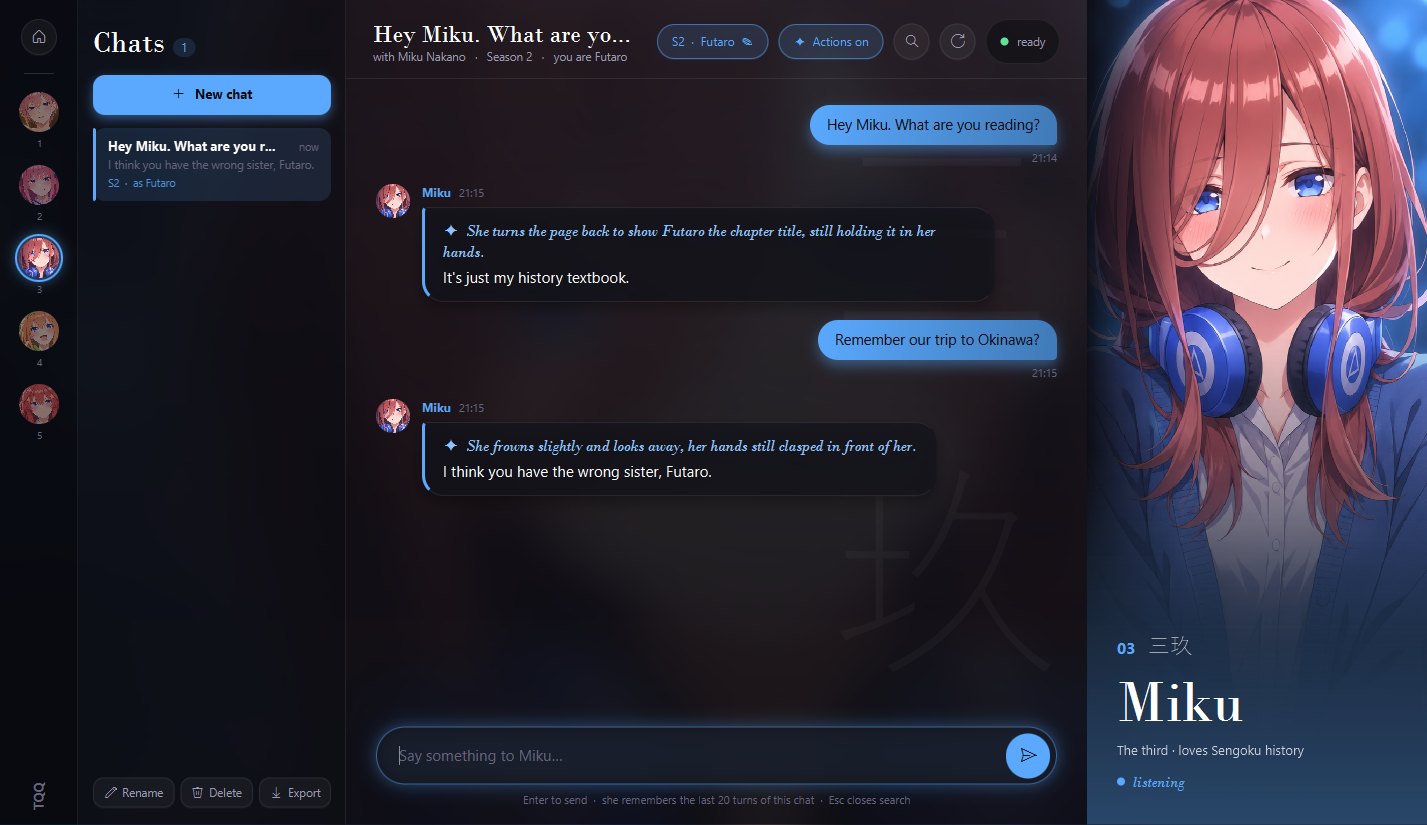 1
2
3
4
5
TQQ
Chats 1
+ New chat
Hey Miku. What are you r... now
I think you have the wrong sister, Futaro.
S2 · as Futaro
Rename
Delete
Export
Hey Miku. What are yo...
with Miku Nakano · Season 2 · you are Futaro
S2 · Futaro ✎
✦ Actions on
ready
Hey Miku. What are you reading?
21:14
Miku 21:15
✦ She turns the page back to show Futaro the chapter title, still holding it in her
hands.
It's just my history textbook.
Remember our trip to Okinawa?
21:15
Miku 21:15
✦ She frowns slightly and looks away, her hands still clasped in front of her.
I think you have the wrong sister, Futaro.
三玖
Say something to Miku...
Enter to send · she remembers the last 20 turns of this chat · Esc closes search
03 三玖
Miku
The third · loves Sengoku history
listening